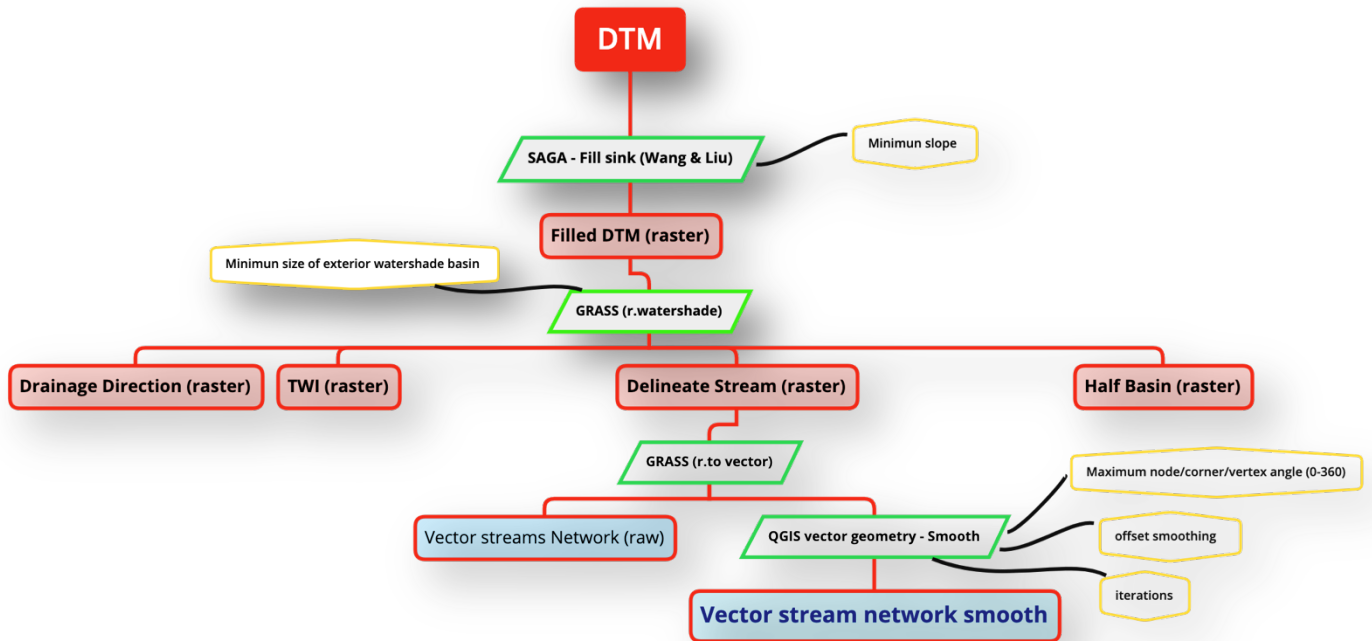 DTM
SAGA - Fill sink (Wang & Liu)
Minimun slope
Filled DTM (raster)
Minimun size of exterior watershade basin
GRASS (r.watershade)
Drainage Direction (raster)
TWI (raster)
Delineate Stream (raster)
Half Basin (raster)
GRASS (r.to vector)
Maximum node/corner/vertex angle (0-360)
Vector streams Network (raw)
QGIS vector geometry - Smooth
offset smoothing
iterations
Vector stream network smooth